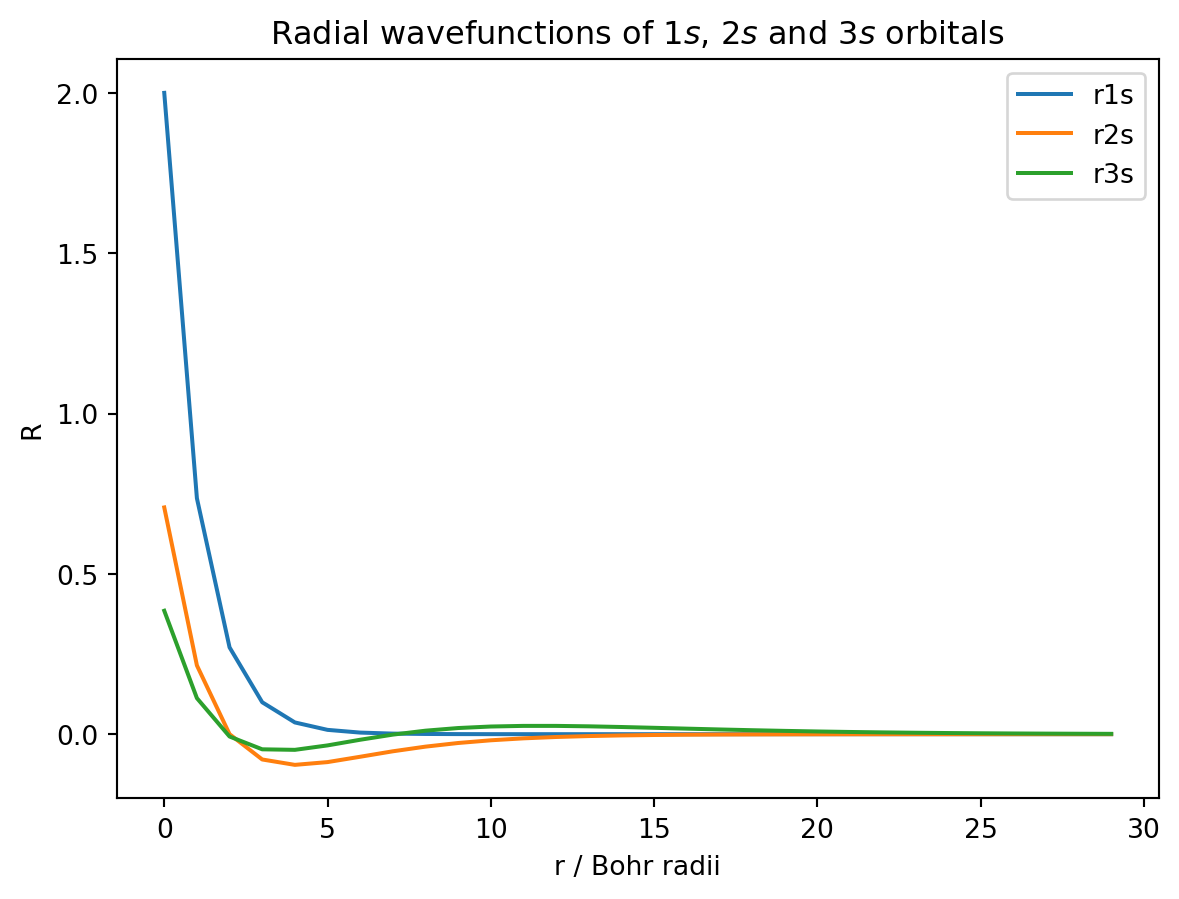 Radial wavefunctions of 1s, 2s and 3s orbitals
r1s
r2s
r3s
2.0
1.5
1.0
0.5
0.0
R
0 5 10 15 20 25 30
r / Bohr radii